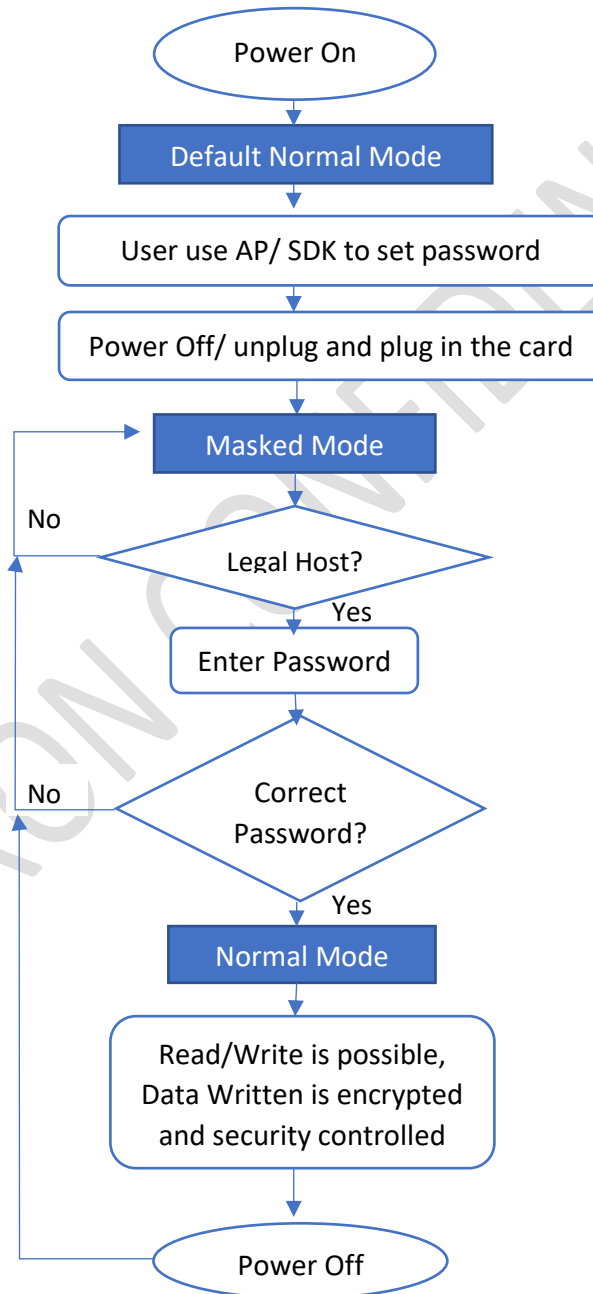 Power On
Default Normal Mode
User use AP/ SDK to set password
Power Off/ unplug and plug in the card
Masked Mode
No
Legal Host?
Yes
Enter Password
No
Correct
Password?
Yes
Normal Mode
Read/Write is possible,
Data Written is encrypted
and security controlled
Power Off